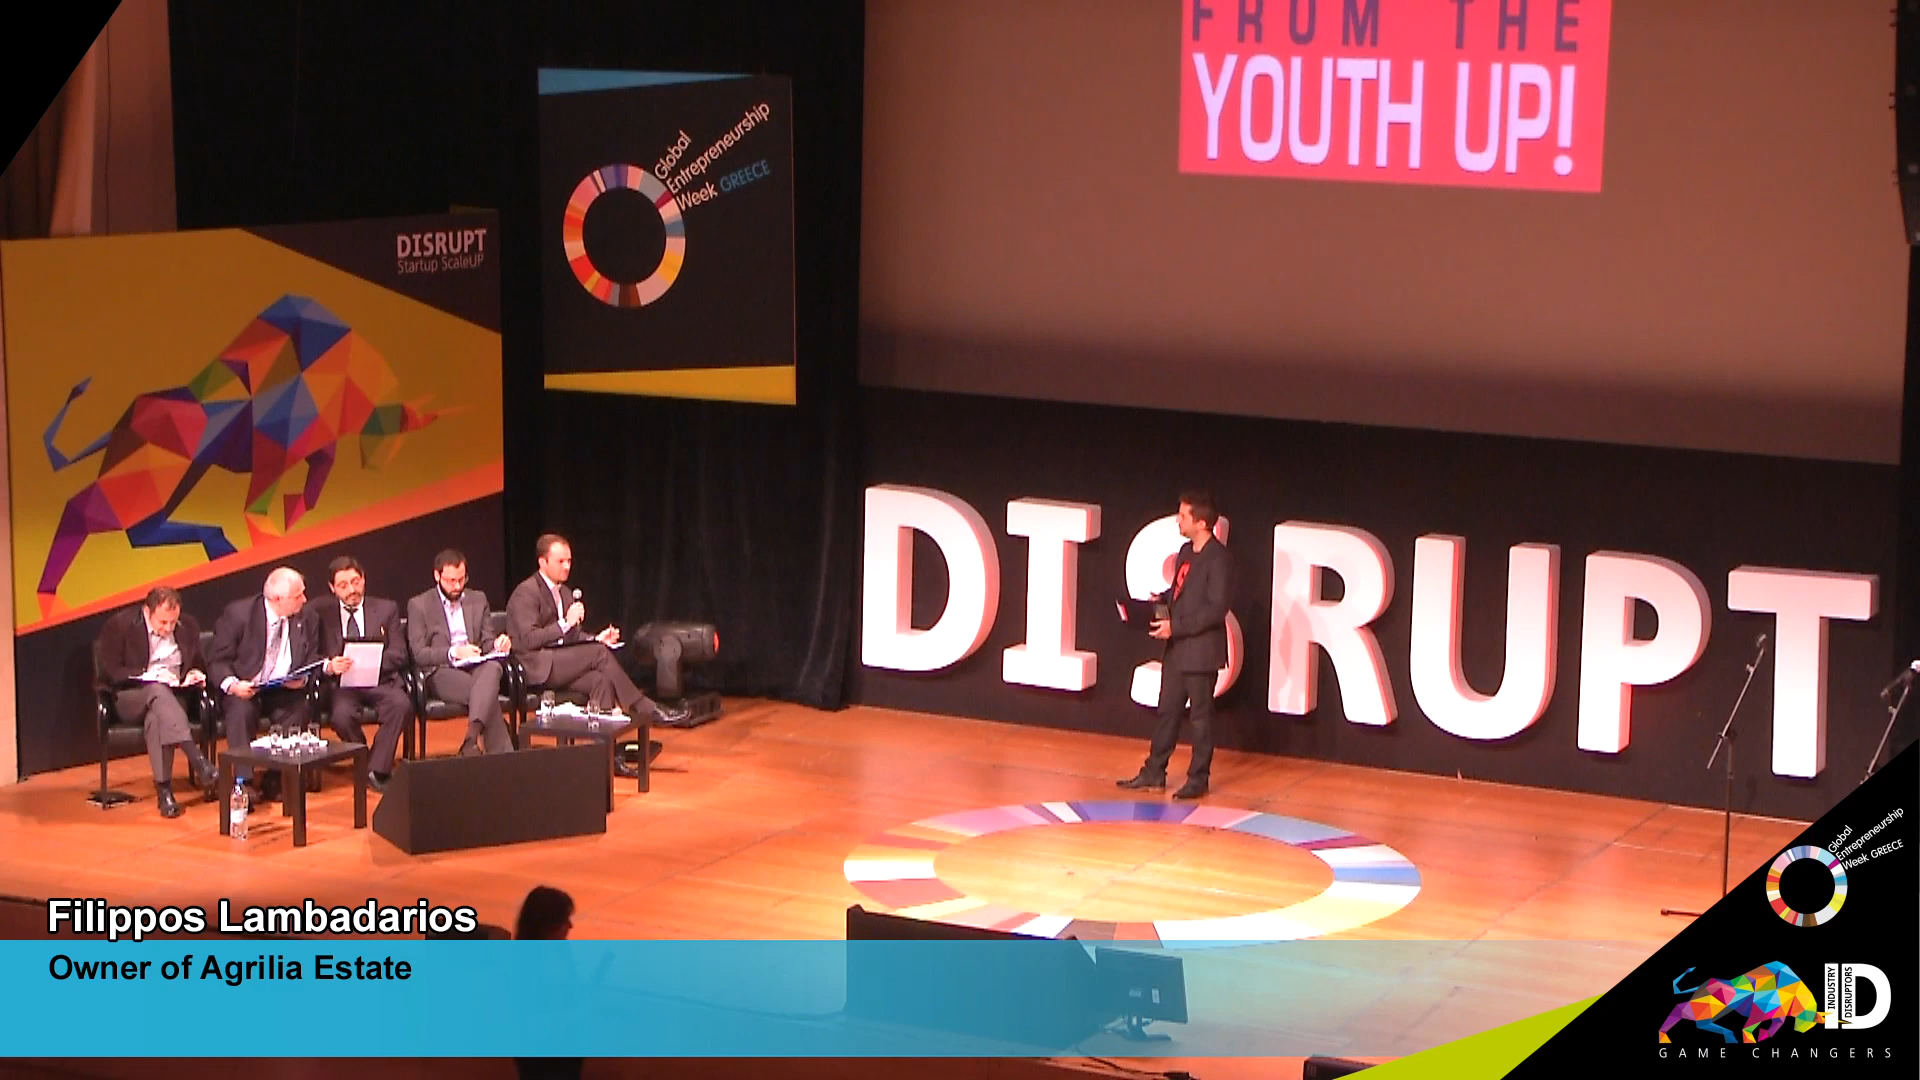 FROM THE
YOUTH UP!
Global
Entrepreneurship
Week GREECE
DISRUPT
Startup ScaleUP
DISRUPT
Global
Entrepreneurship
Week GREECE
Filippos Lambadarios
Owner of Agrilia Estate
INDUSTRY
DISRUPTORS
ID
GAME CHANGERS